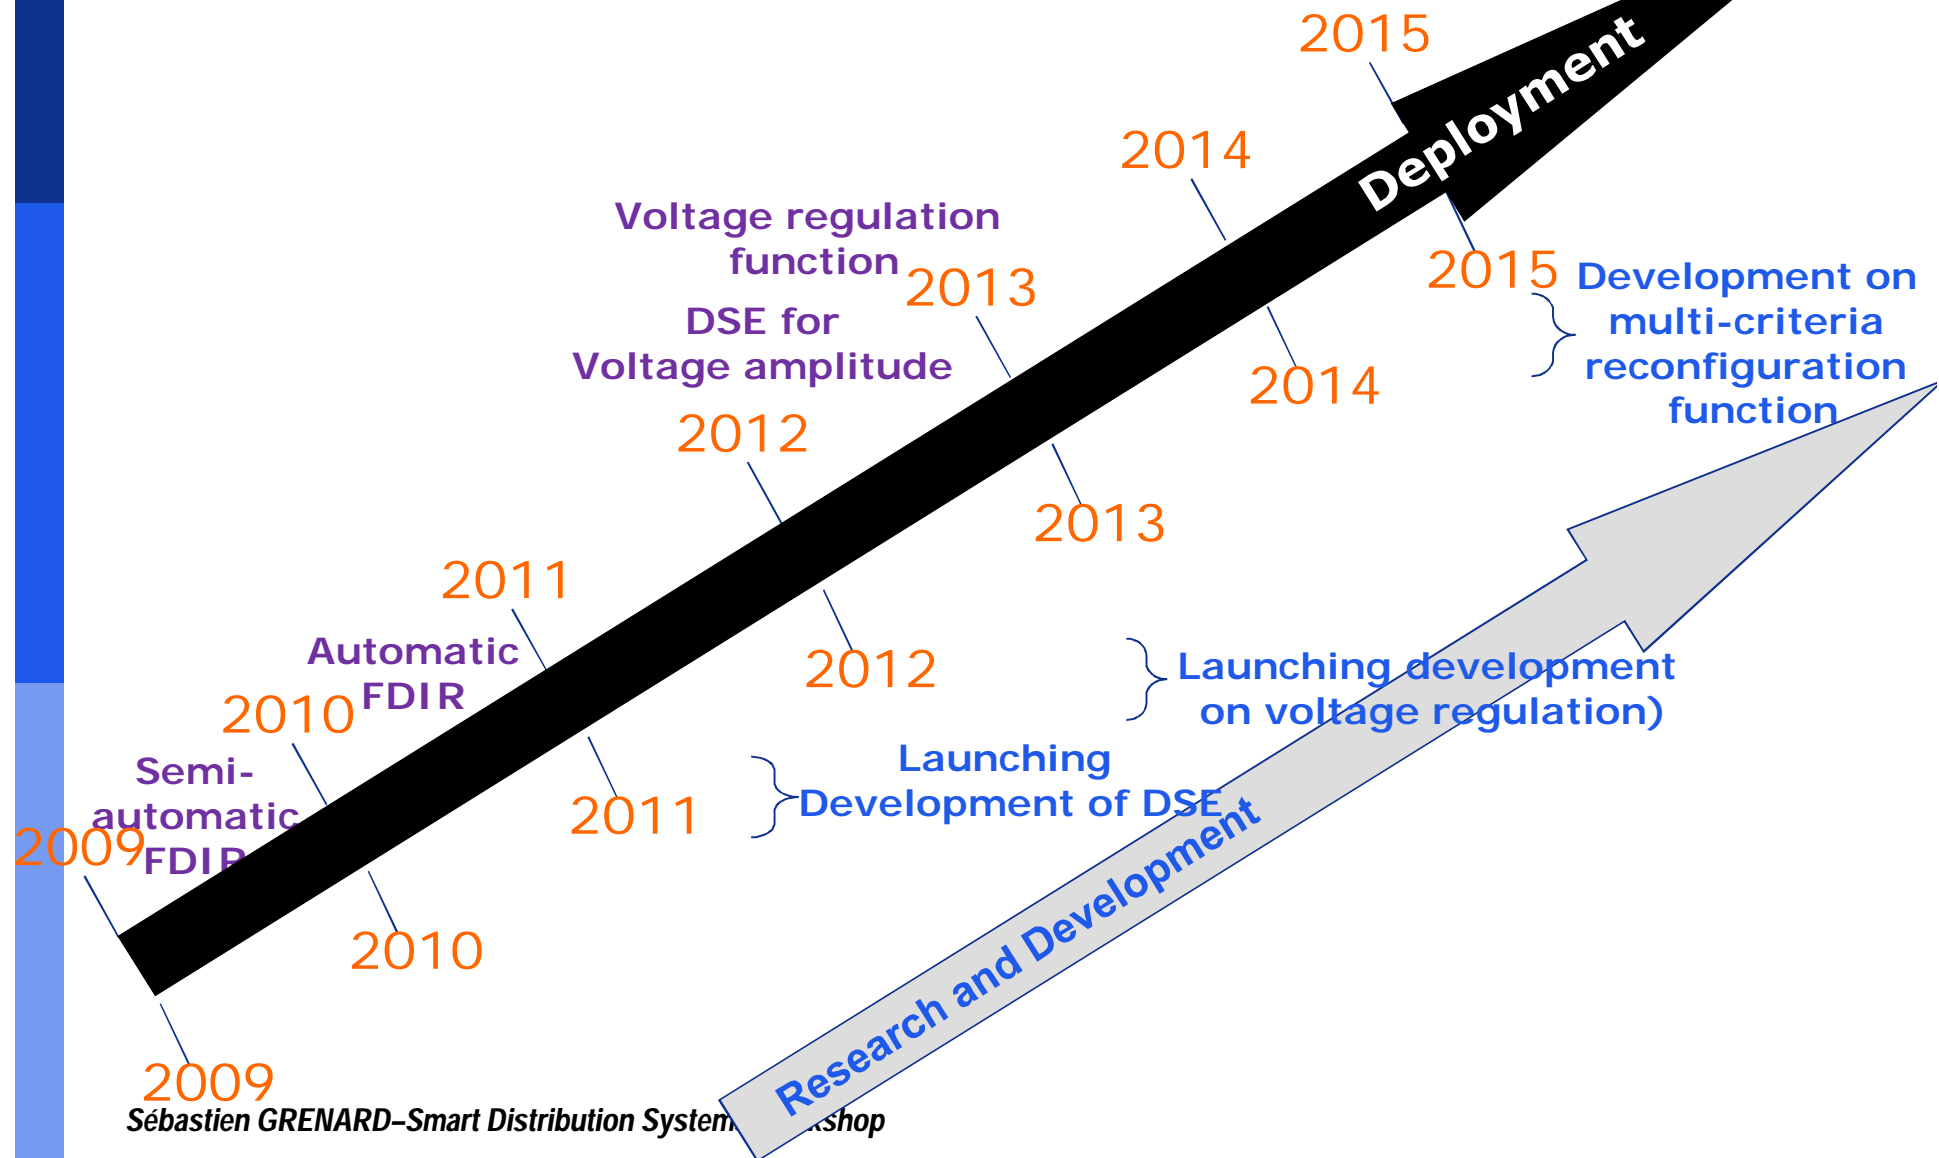 2015
Deployment
2014
Voltage regulation
function
2013
2015
Development on
multi-criteria
reconfiguration
function
DSE for
Voltage amplitude
2014
2012
2013
2011
Automatic
FDIR
2012
Launching development
on voltage regulation)
2010
Semi-
automatic
FDIR
2009
Launching
Development of DSE
2011
Research and Development
2010
2009
Sébastien GRENARD–Smart Distribution System